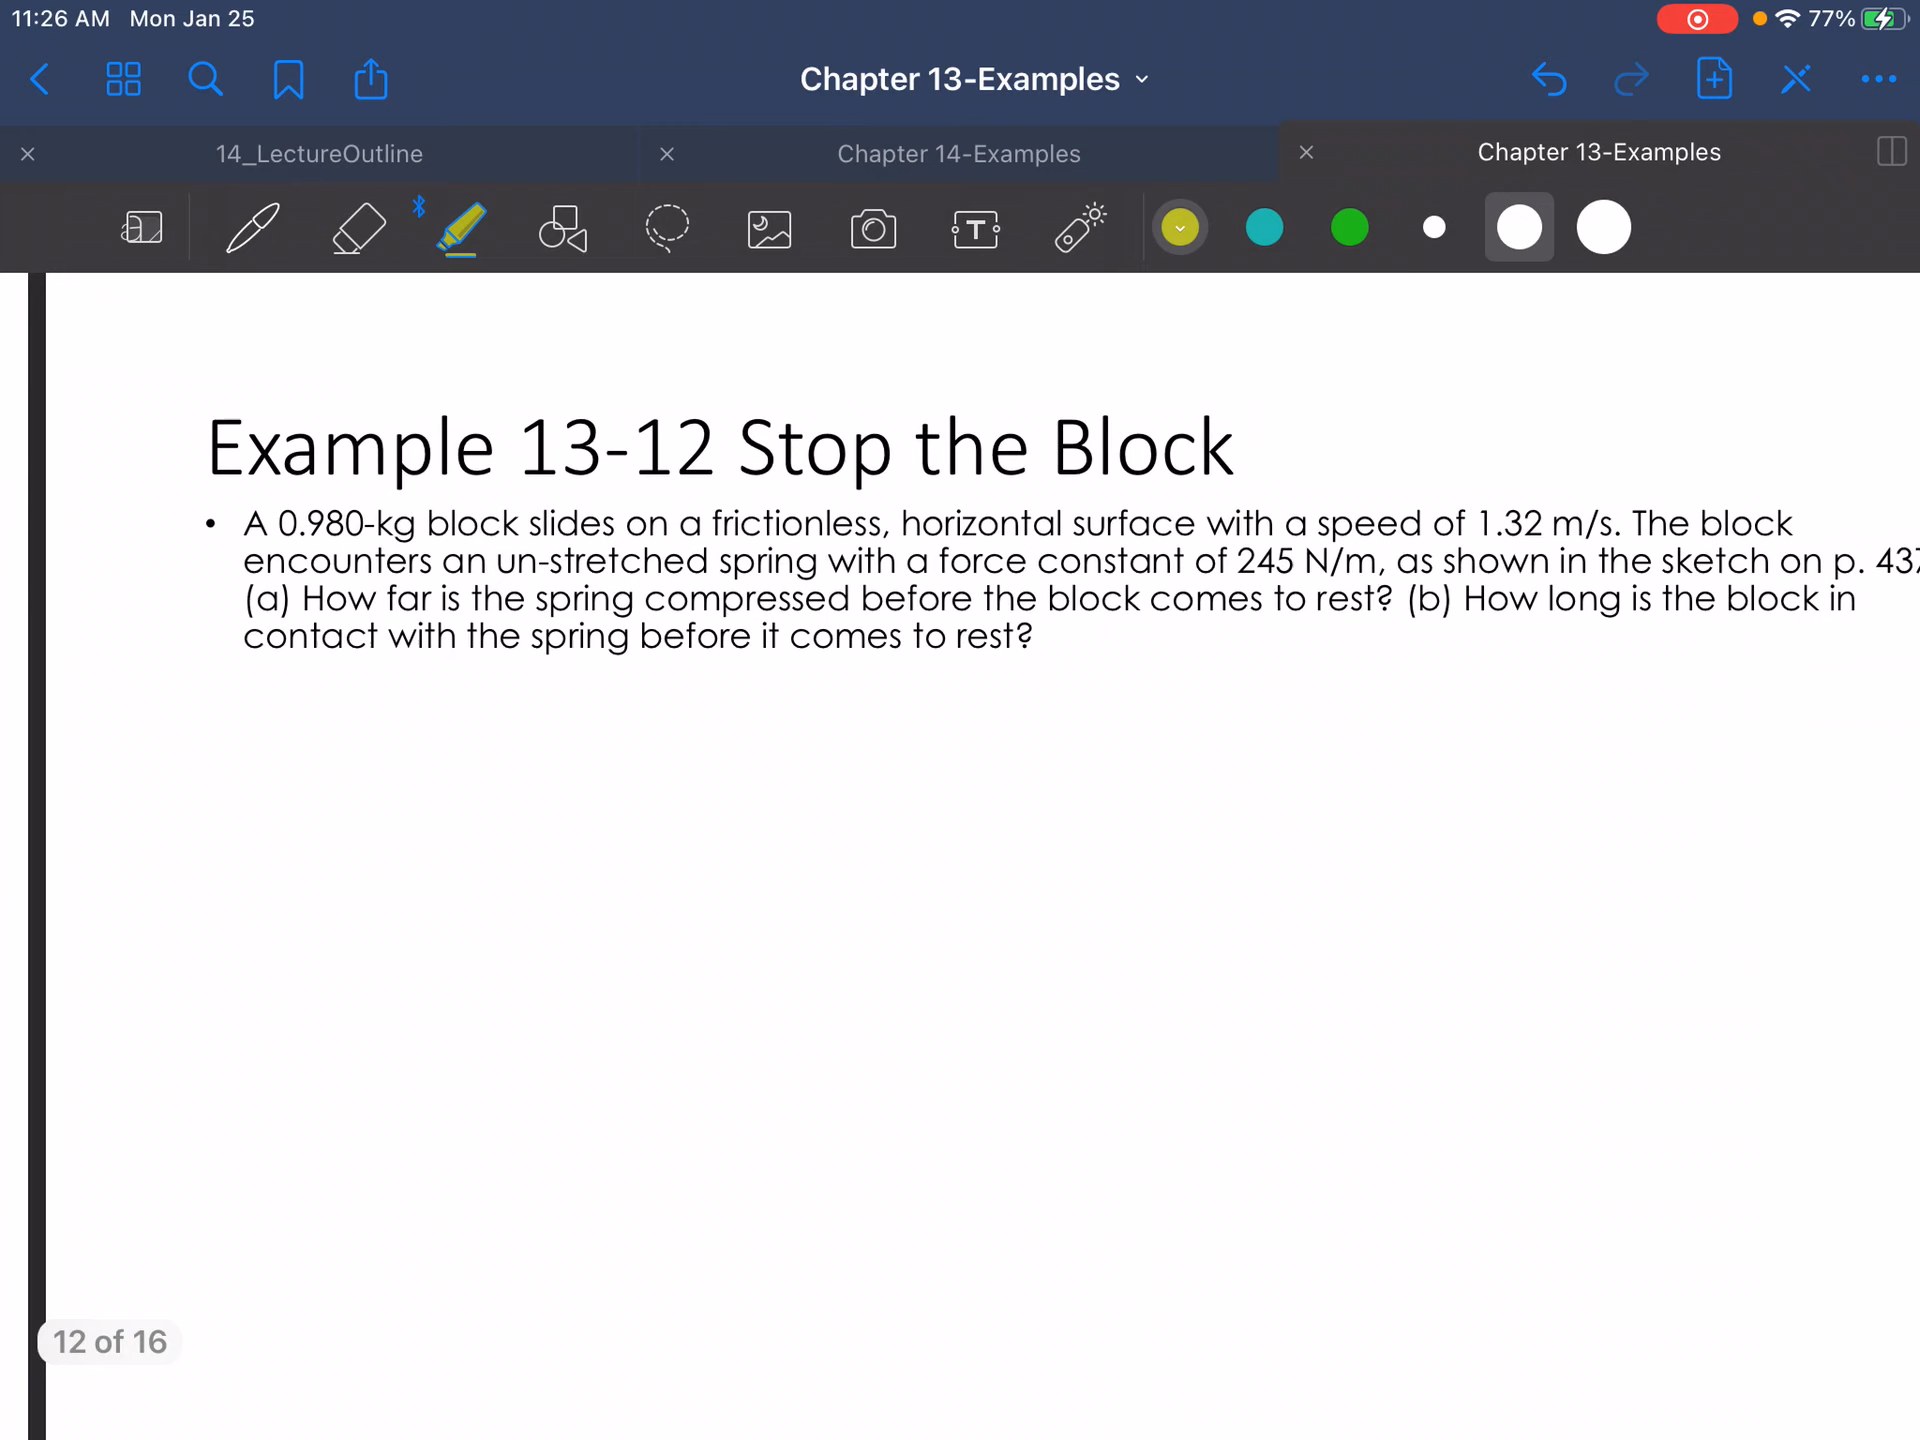 11:26 AM Mon Jan 25
77%
Chapter 13-Examples
14_LectureOutline
Chapter 14-Examples
Chapter 13-Examples
Example 13-12 Stop the Block
• A 0.980-kg block slides on a frictionless, horizontal surface with a speed of 1.32 m/s. The block
encounters an un-stretched spring with a force constant of 245 N/m, as shown in the sketch on p. 437
(a) How far is the spring compressed before the block comes to rest? (b) How long is the block in
contact with the spring before it comes to rest?
12 of 16